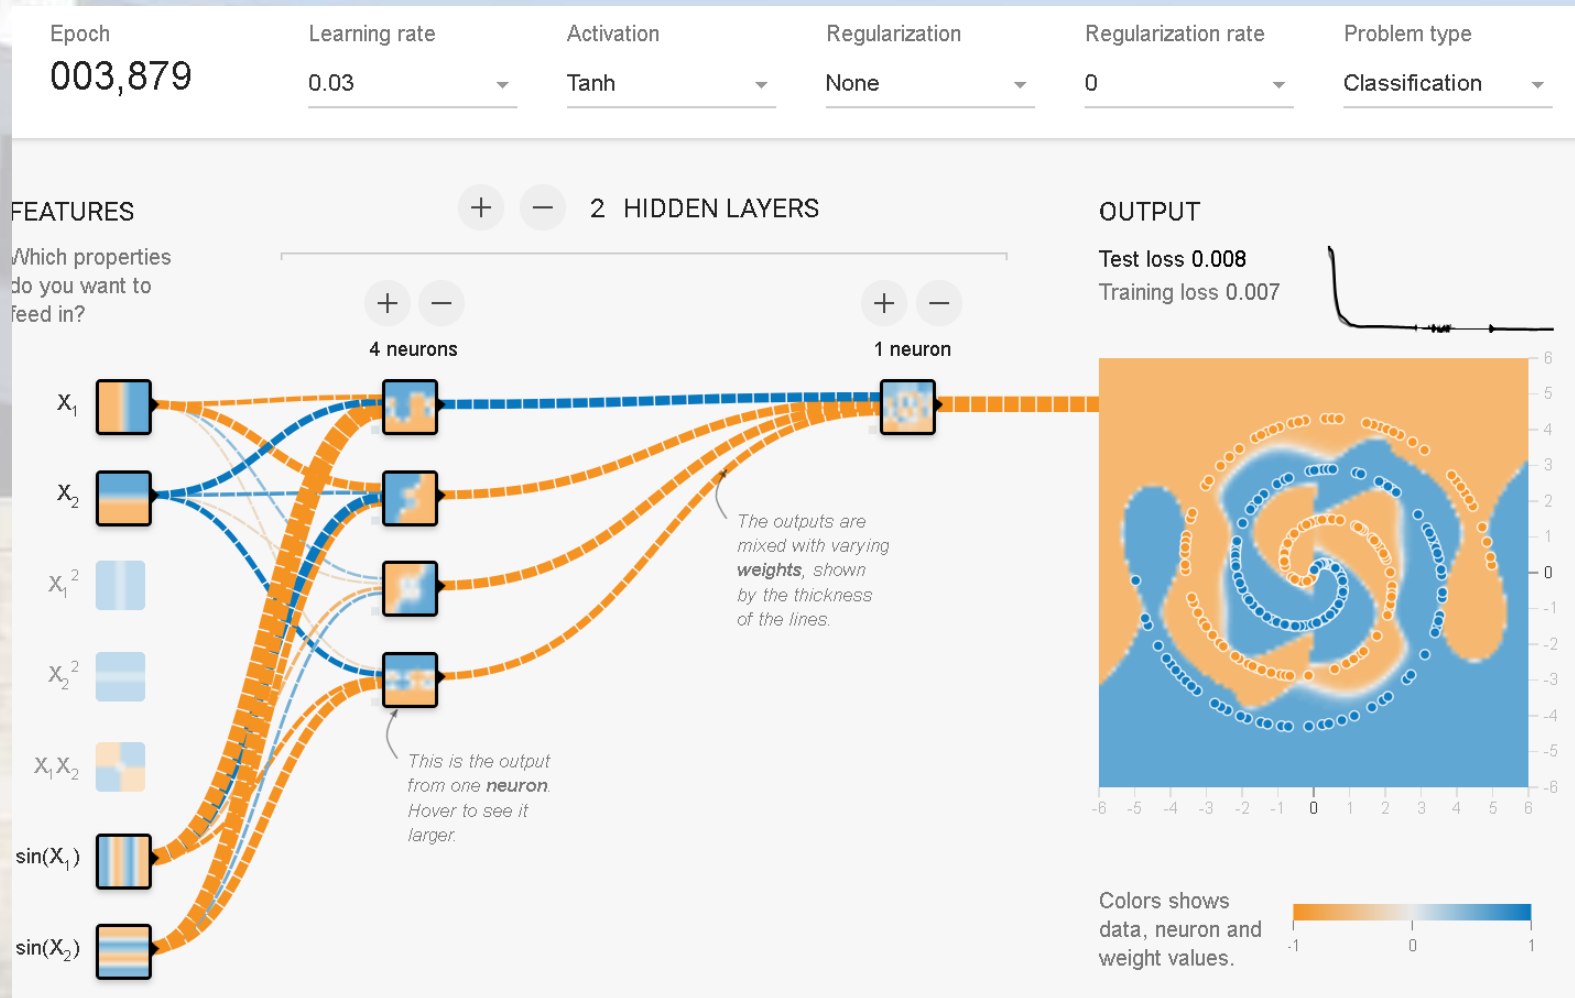 Epoch
003,879
Learning rate
0.03
Activation
Tanh
Regularization
None
Regularization rate
0
Problem type
Classification
FEATURES
Which properties
do you want to
feed in?
+ − 2 HIDDEN LAYERS
+ −
4 neurons
+ −
1 neuron
X₁
X₂
X₁²
X₂²
X₁X₂
sin(X₁)
sin(X₂)
The outputs are
mixed with varying
weights, shown
by the thickness
of the lines.
This is the output
from one neuron.
Hover to see it
larger.
OUTPUT
Test loss 0.008
Training loss 0.007
6
5
4
3
2
1
0
-1
-2
-3
-4
-5
-6
-6 -5 -4 -3 -2 -1 0 1 2 3 4 5 6
Colors shows
data, neuron and
weight values.
-1 0 1